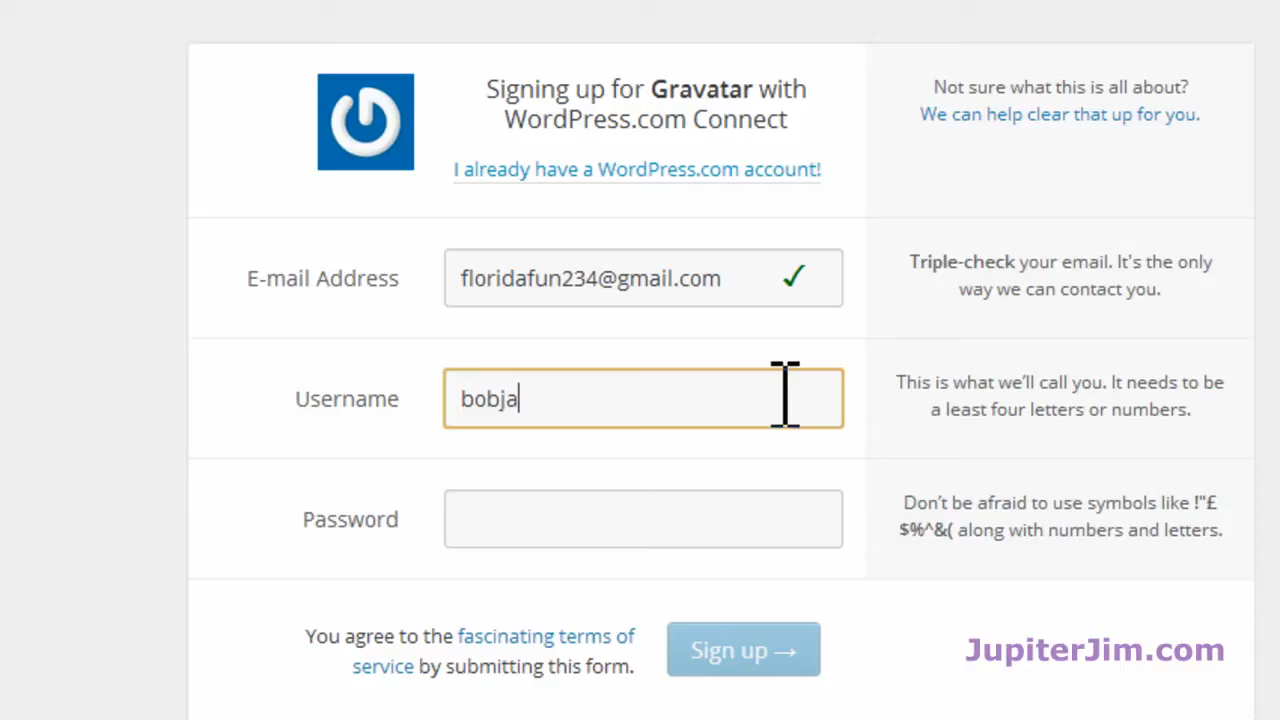 Signing up for Gravatar with
WordPress.com Connect
I already have a WordPress.com account!
Not sure what this is all about?
We can help clear that up for you.
E-mail Address
floridafun234@gmail.com
Triple-check your email. It's the only
way we can contact you.
Username
bobja
This is what we'll call you. It needs to be
a least four letters or numbers.
Password
Don't be afraid to use symbols like !"£
$%^&( along with numbers and letters.
You agree to the fascinating terms of
service by submitting this form.
Sign up →
JupiterJim.com